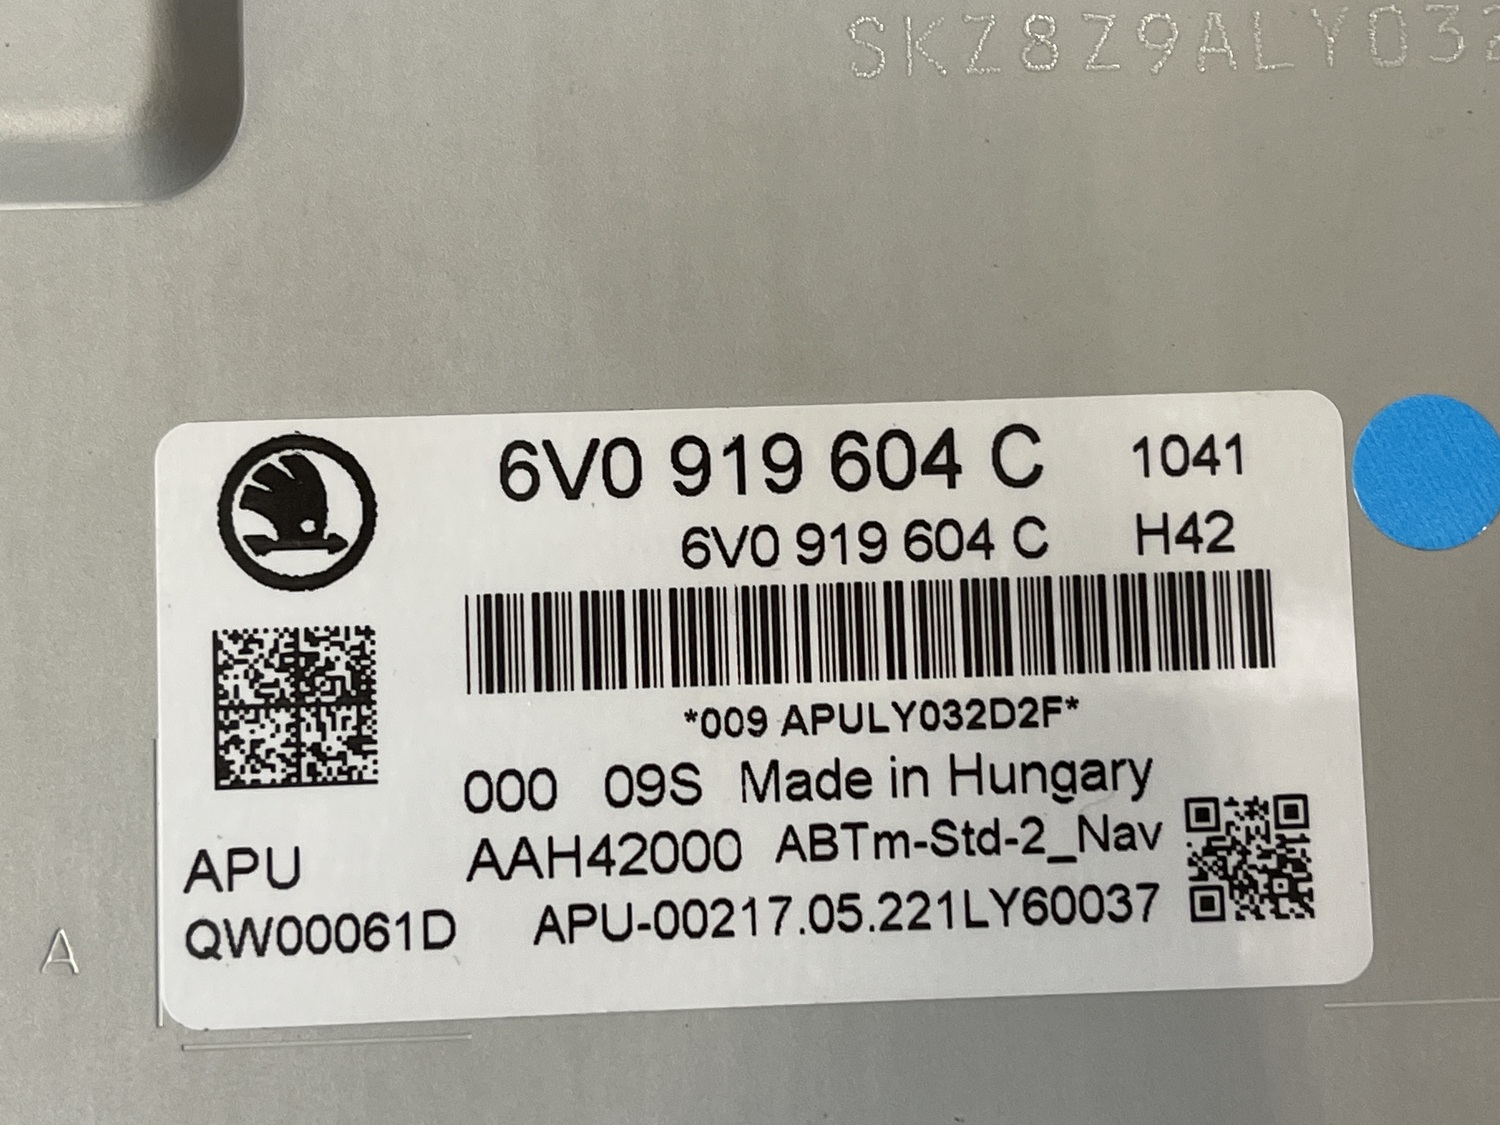 SKZ8Z9ALY032
6V0 919 604 C 1041
6V0 919 604 C H42
*009 APULY032D2F*
000 09S Made in Hungary
APU AAH42000 ABTm-Std-2_Nav
QW00061D APU-00217.05.221LY60037
A